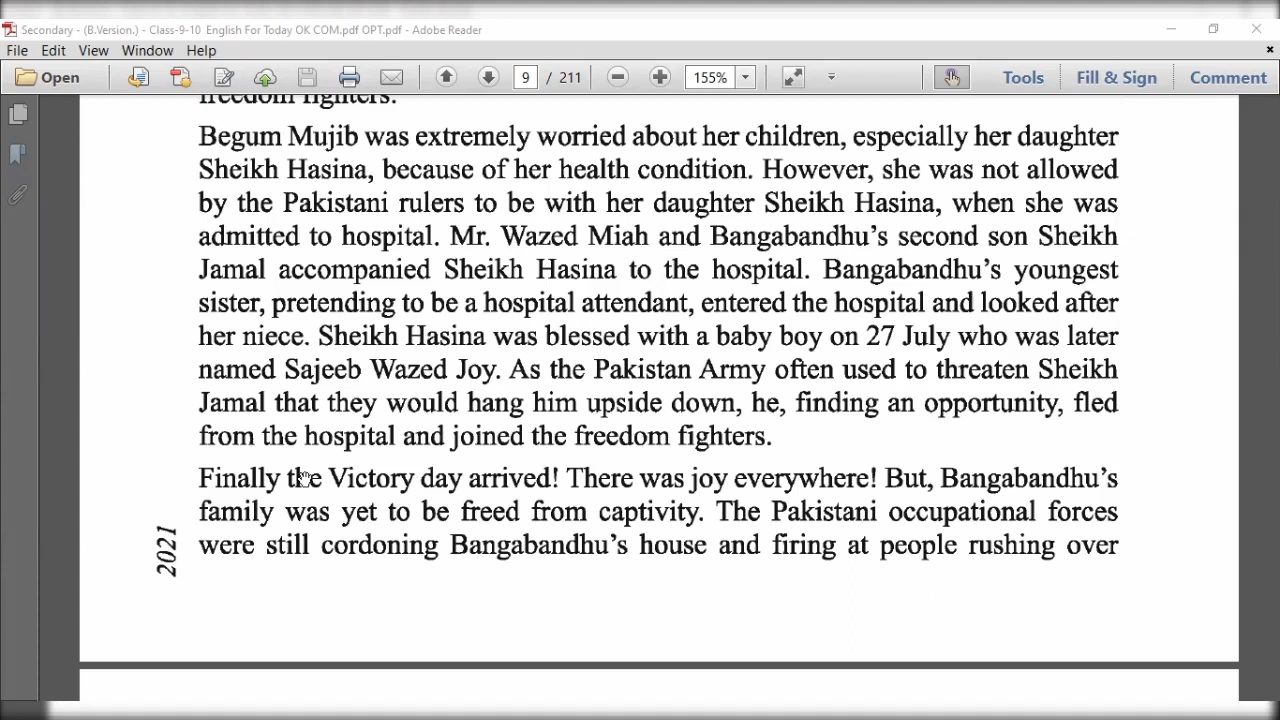 Secondary - (B.Version.) - Class-9-10 English For Today OK COM.pdf OPT.pdf - Adobe Reader
File Edit View Window Help
Open 9 / 211 155% Tools Fill & Sign Comment
freedom fighters.
Begum Mujib was extremely worried about her children, especially her daughter
Sheikh Hasina, because of her health condition. However, she was not allowed
by the Pakistani rulers to be with her daughter Sheikh Hasina, when she was
admitted to hospital. Mr. Wazed Miah and Bangabandhu’s second son Sheikh
Jamal accompanied Sheikh Hasina to the hospital. Bangabandhu’s youngest
sister, pretending to be a hospital attendant, entered the hospital and looked after
her niece. Sheikh Hasina was blessed with a baby boy on 27 July who was later
named Sajeeb Wazed Joy. As the Pakistan Army often used to threaten Sheikh
Jamal that they would hang him upside down, he, finding an opportunity, fled
from the hospital and joined the freedom fighters.
Finally the Victory day arrived! There was joy everywhere! But, Bangabandhu’s
family was yet to be freed from captivity. The Pakistani occupational forces
were still cordoning Bangabandhu’s house and firing at people rushing over
2021